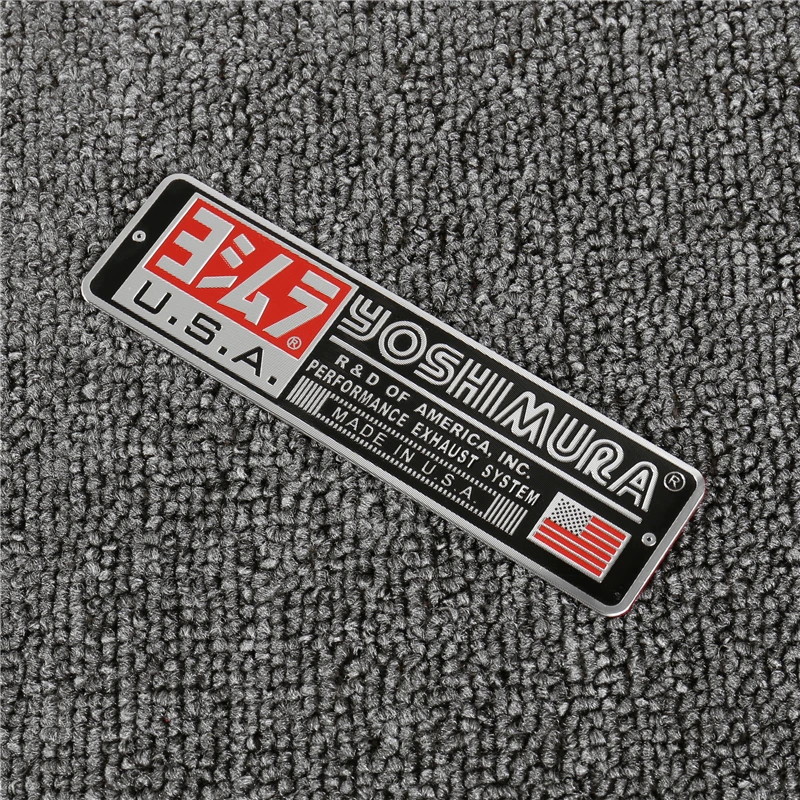 ヨシムラ®
U.S.A.
YOSHIMURA®
R & D OF AMERICA, INC.
PERFORMANCE EXHAUST SYSTEM
MADE IN U.S.A.